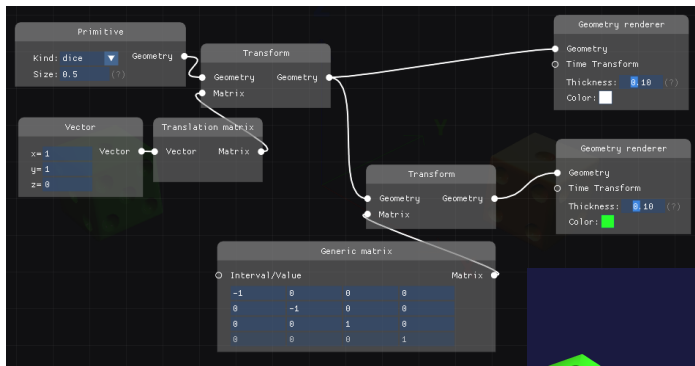 Primitive
Kind: dice
Geometry
Size: 0.5 (?)
Transform
Geometry Geometry
Matrix
Geometry renderer
Geometry
Time Transform
Thickness: 0.10 (?)
Color:
Vector
x= 1 Vector
y= 1
z= 0
Translation matrix
Vector Matrix
Y
Transform
Geometry Geometry
Matrix
Geometry renderer
Geometry
Time Transform
Thickness: 0.10 (?)
Color:
Generic matrix
Interval/Value Matrix
-1 0 0 0
0 -1 0 0
0 0 1 0
0 0 0 1